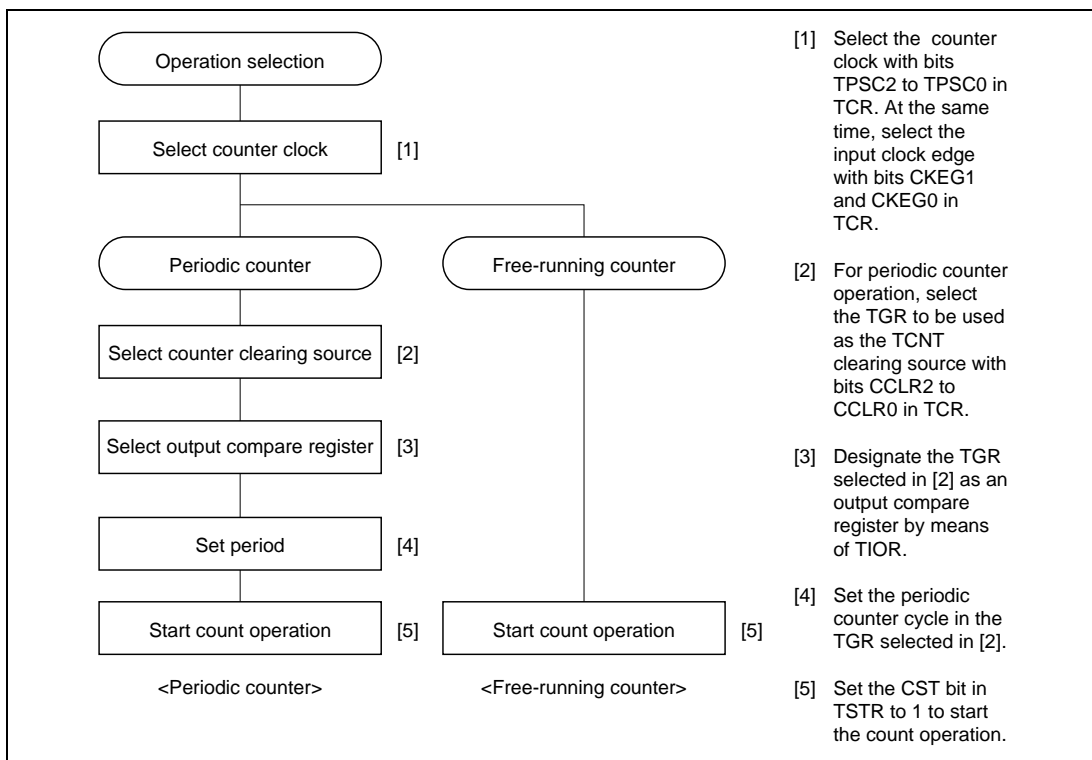 Operation selection
Select counter clock [1]
Periodic counter Free-running counter
Select counter clearing source [2]
Select output compare register [3]
Set period [4]
Start count operation [5] Start count operation [5]
<Periodic counter> <Free-running counter>
[1] Select the counter
clock with bits
TPSC2 to TPSC0 in
TCR. At the same
time, select the
input clock edge
with bits CKEG1
and CKEG0 in
TCR.
[2] For periodic counter
operation, select
the TGR to be used
as the TCNT
clearing source with
bits CCLR2 to
CCLR0 in TCR.
[3] Designate the TGR
selected in [2] as an
output compare
register by means
of TIOR.
[4] Set the periodic
counter cycle in the
TGR selected in [2].
[5] Set the CST bit in
TSTR to 1 to start
the count operation.